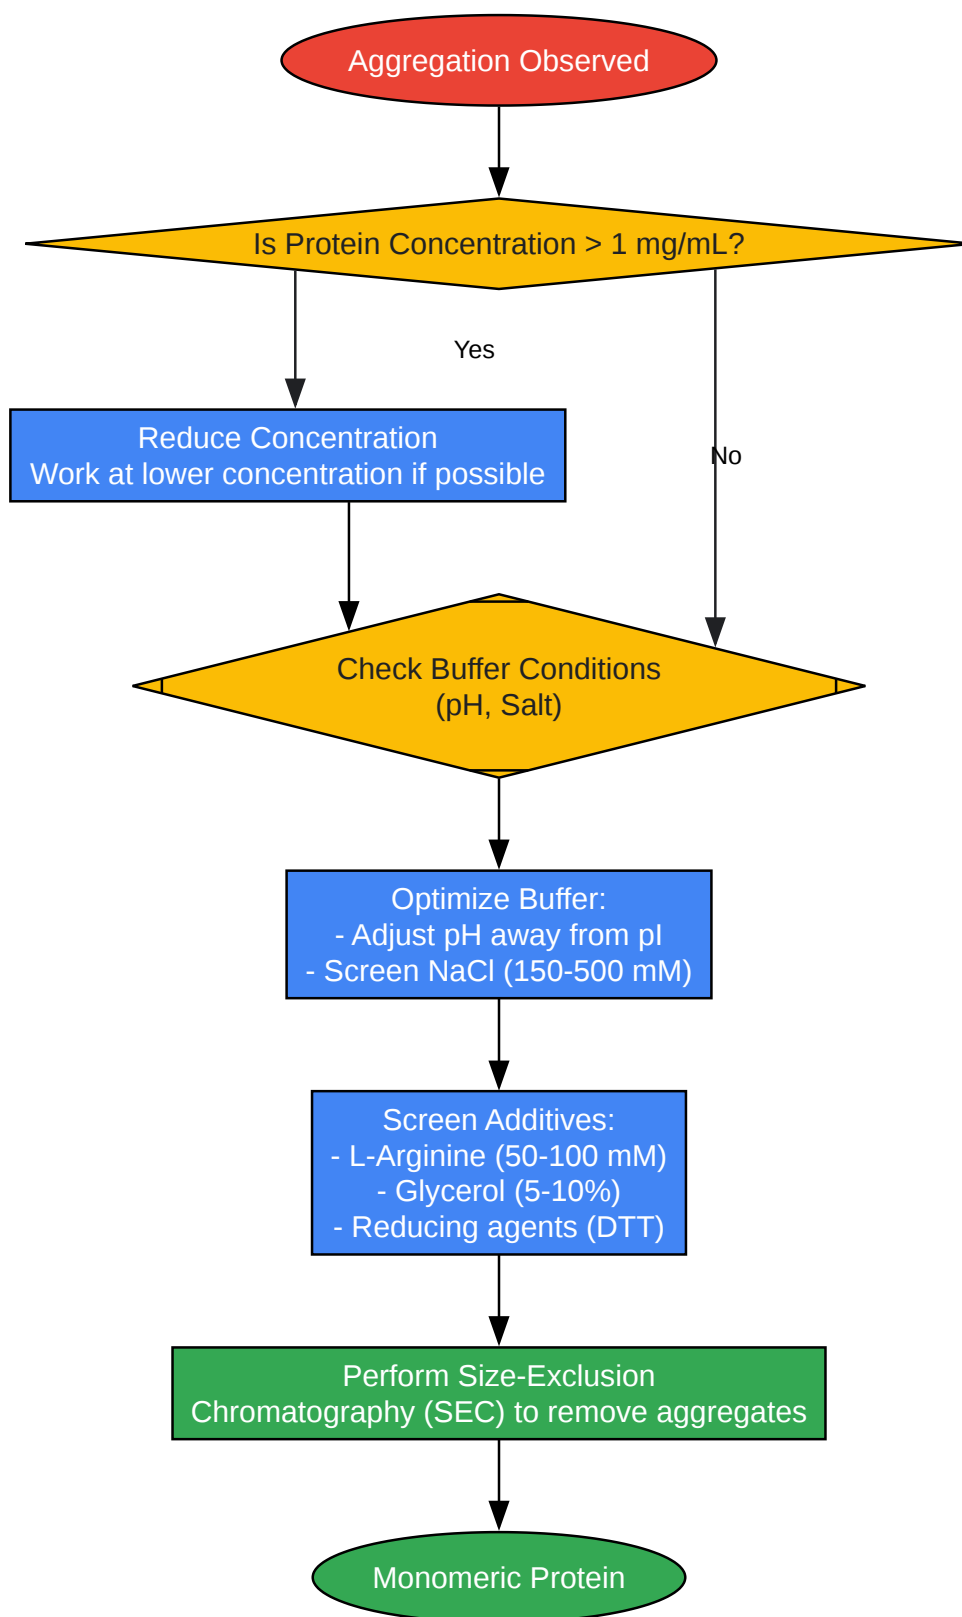 Aggregation Observed
Is Protein Concentration > 1 mg/mL?
Yes
Reduce Concentration
Work at lower concentration if possible
No
Check Buffer Conditions
(pH, Salt)
Optimize Buffer:
- Adjust pH away from pI
- Screen NaCl (150-500 mM)
Screen Additives:
- L-Arginine (50-100 mM)
- Glycerol (5-10%)
- Reducing agents (DTT)
Perform Size-Exclusion
Chromatography (SEC) to remove aggregates
Monomeric Protein